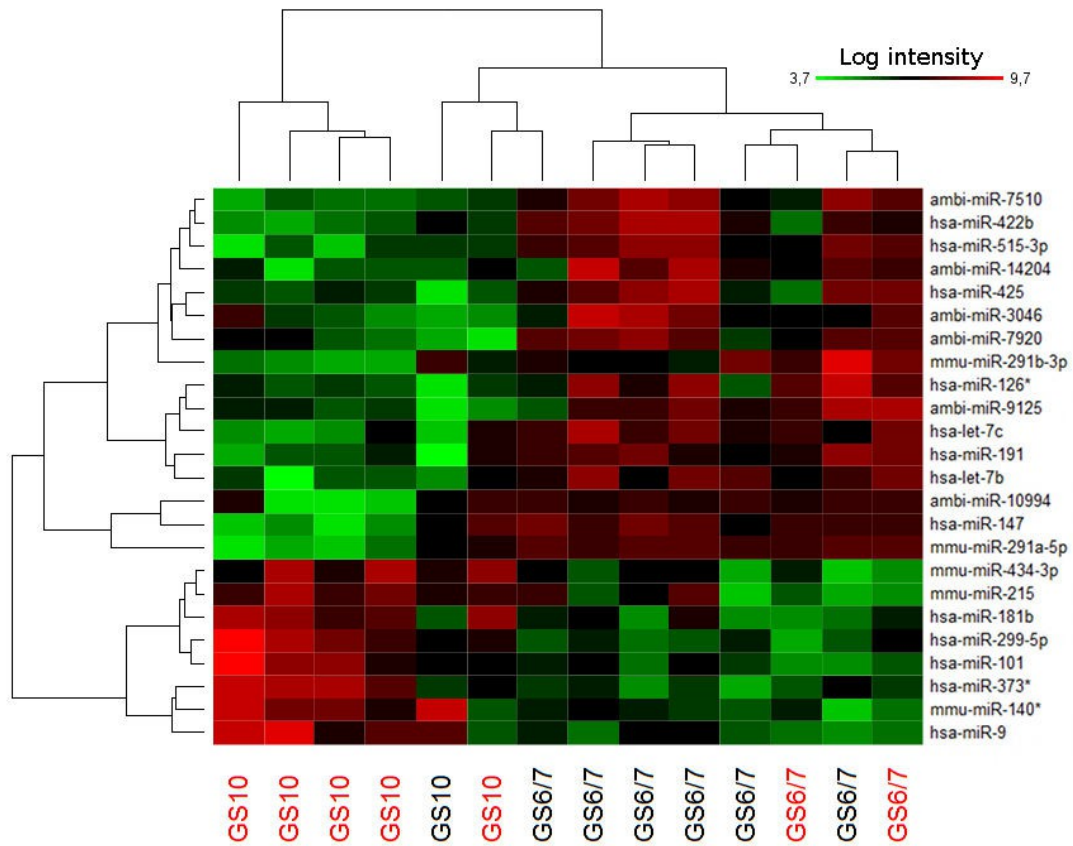 Log intensity
3,7 9,7
ambi-miR-7510
hsa-miR-422b
hsa-miR-515-3p
ambi-miR-14204
hsa-miR-425
ambi-miR-3046
ambi-miR-7920
mmu-miR-291b-3p
hsa-miR-126*
ambi-miR-9125
hsa-let-7c
hsa-miR-191
hsa-let-7b
ambi-miR-10994
hsa-miR-147
mmu-miR-291a-5p
mmu-miR-434-3p
mmu-miR-215
hsa-miR-181b
hsa-miR-299-5p
hsa-miR-101
hsa-miR-373*
mmu-miR-140*
hsa-miR-9
GS10
GS10
GS10
GS10
GS10
GS10
GS6/7
GS6/7
GS6/7
GS6/7
GS6/7
GS6/7
GS6/7
GS6/7